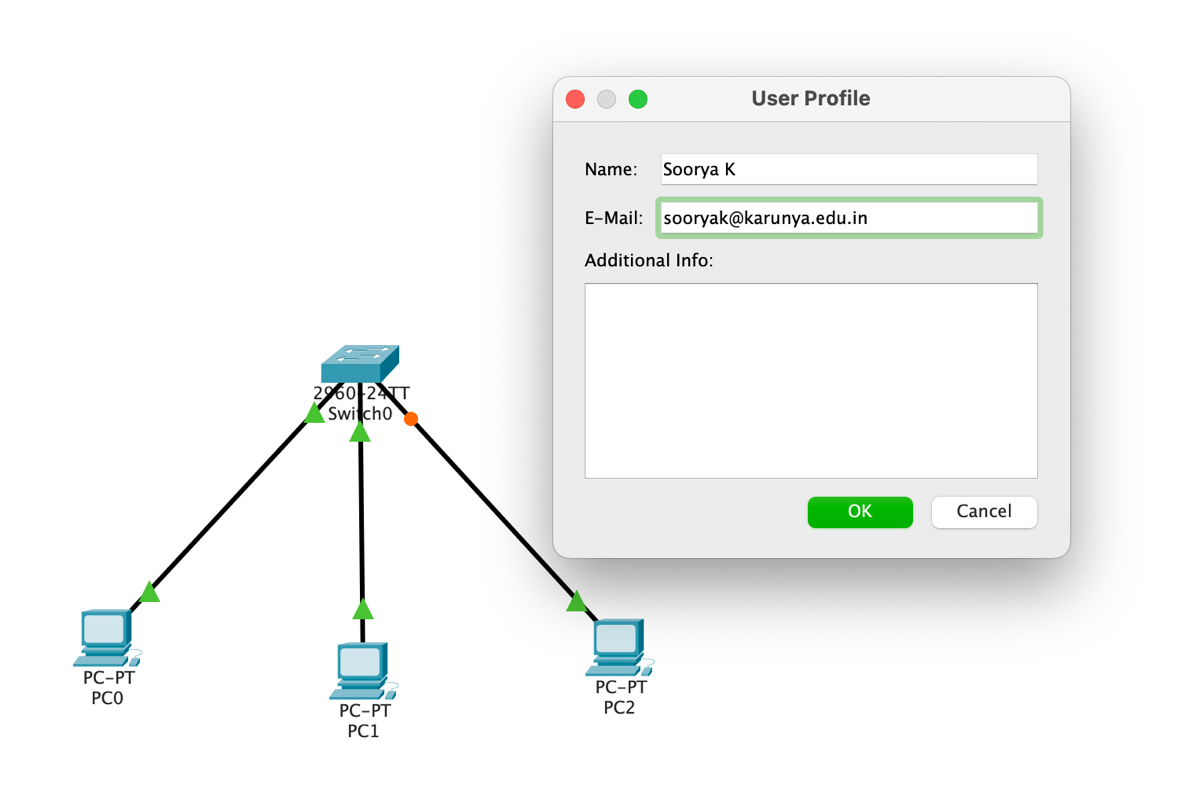 User Profile
Name: Soorya K
E-Mail: sooryak@karunya.edu.in
Additional Info:
OK Cancel
2960-24TT
Switch0
PC-PT
PC0
PC-PT
PC1
PC-PT
PC2